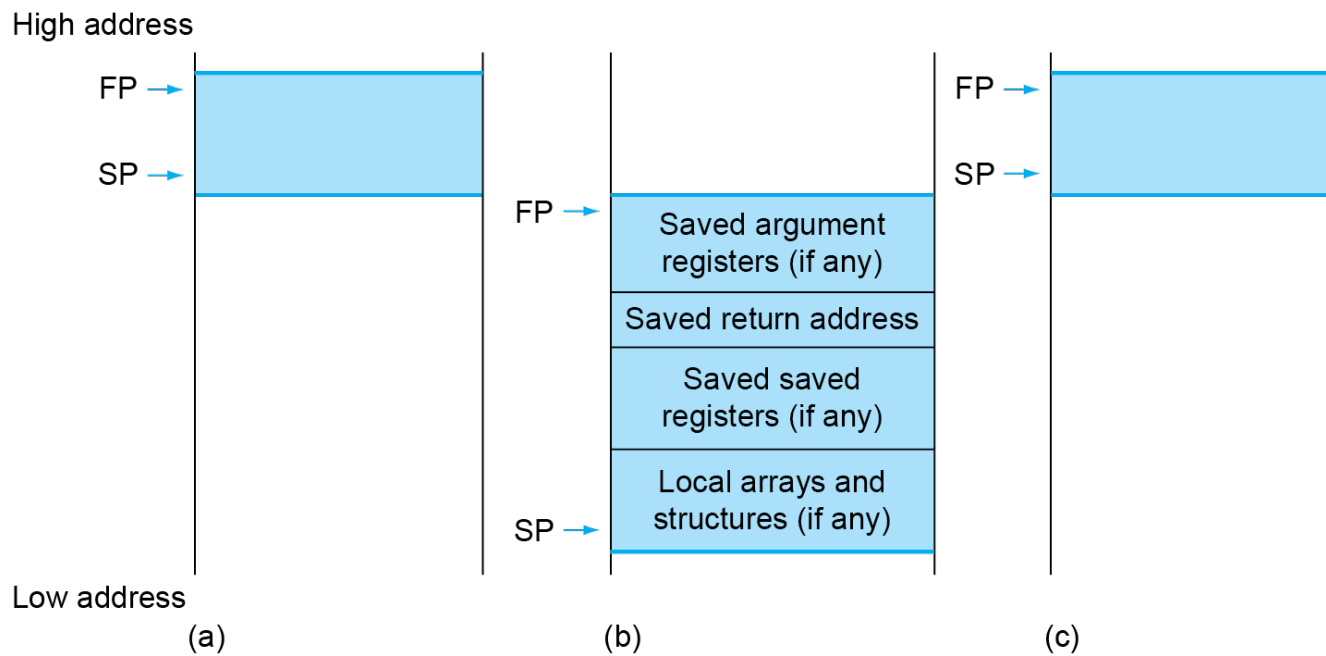 High address
FP
SP
FP
Saved argument
registers (if any)
Saved return address
Saved saved
registers (if any)
Local arrays and
structures (if any)
SP
FP
SP
Low address
(a)
(b)
(c)